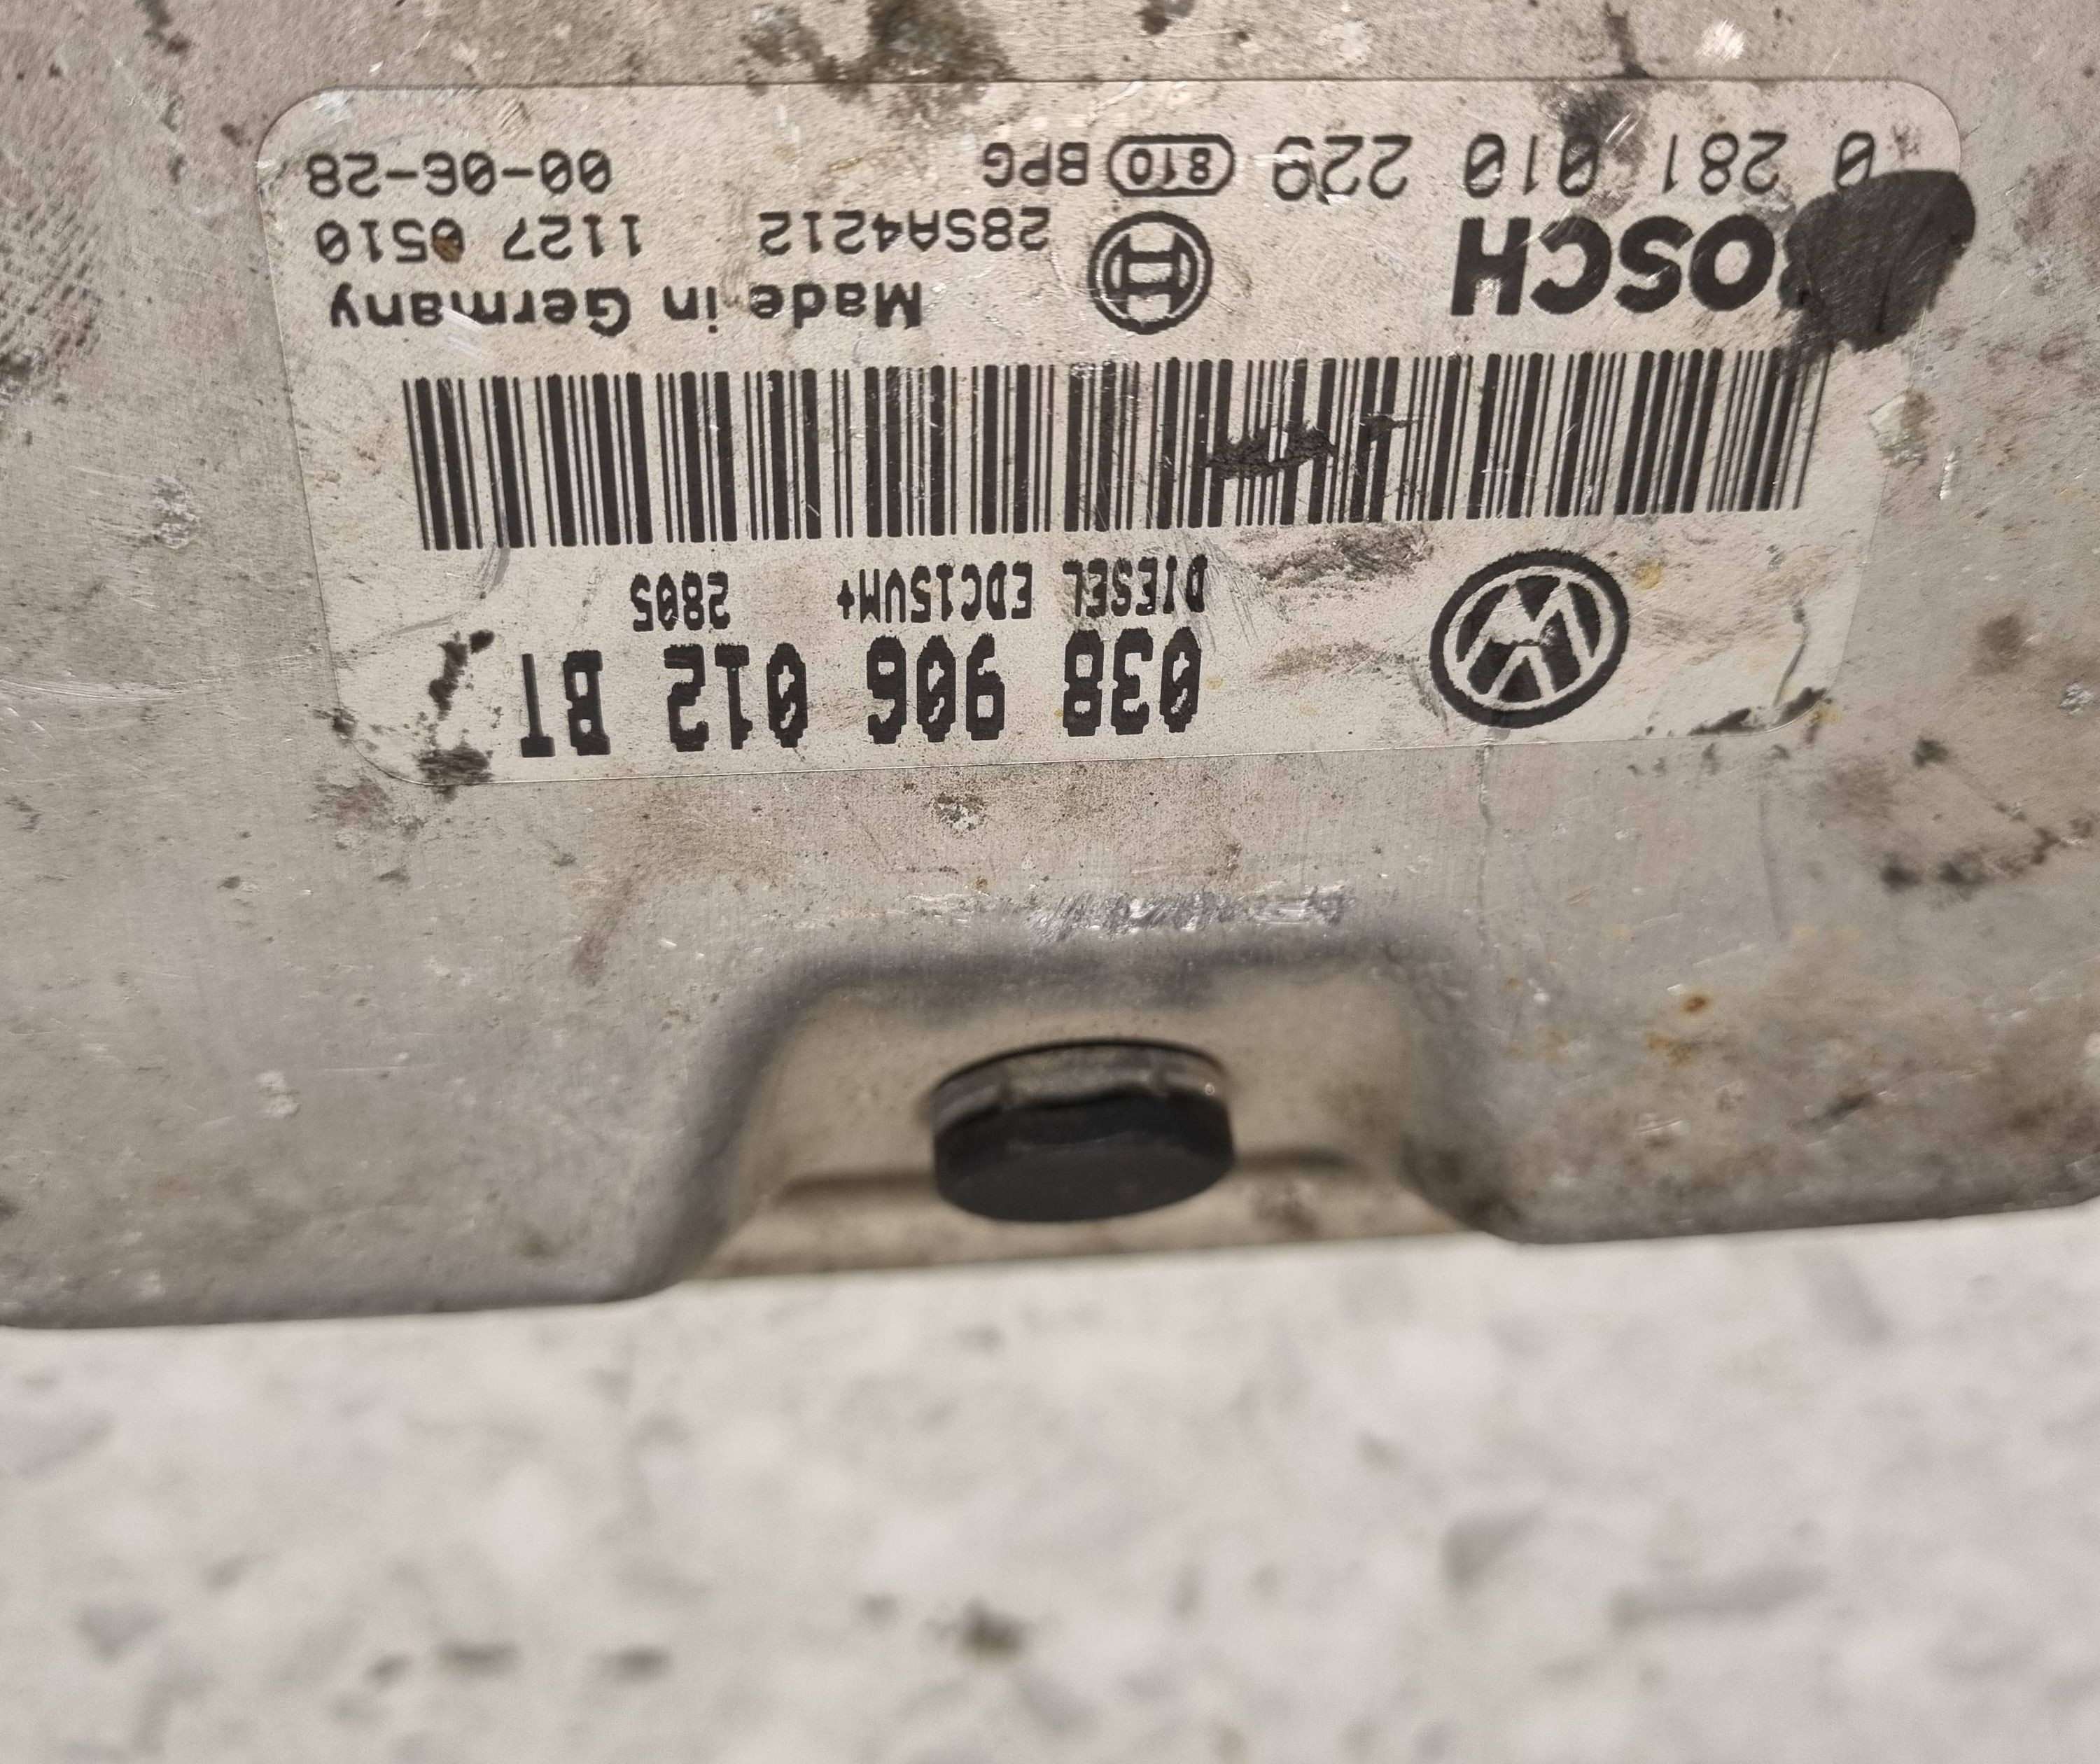 038 906 012 BT
DIESEL EDC15VM+ 2805
BOSCH Made in Germany
28SA4212 1127 0510
0 281 010 229 810 BPG 00-06-28